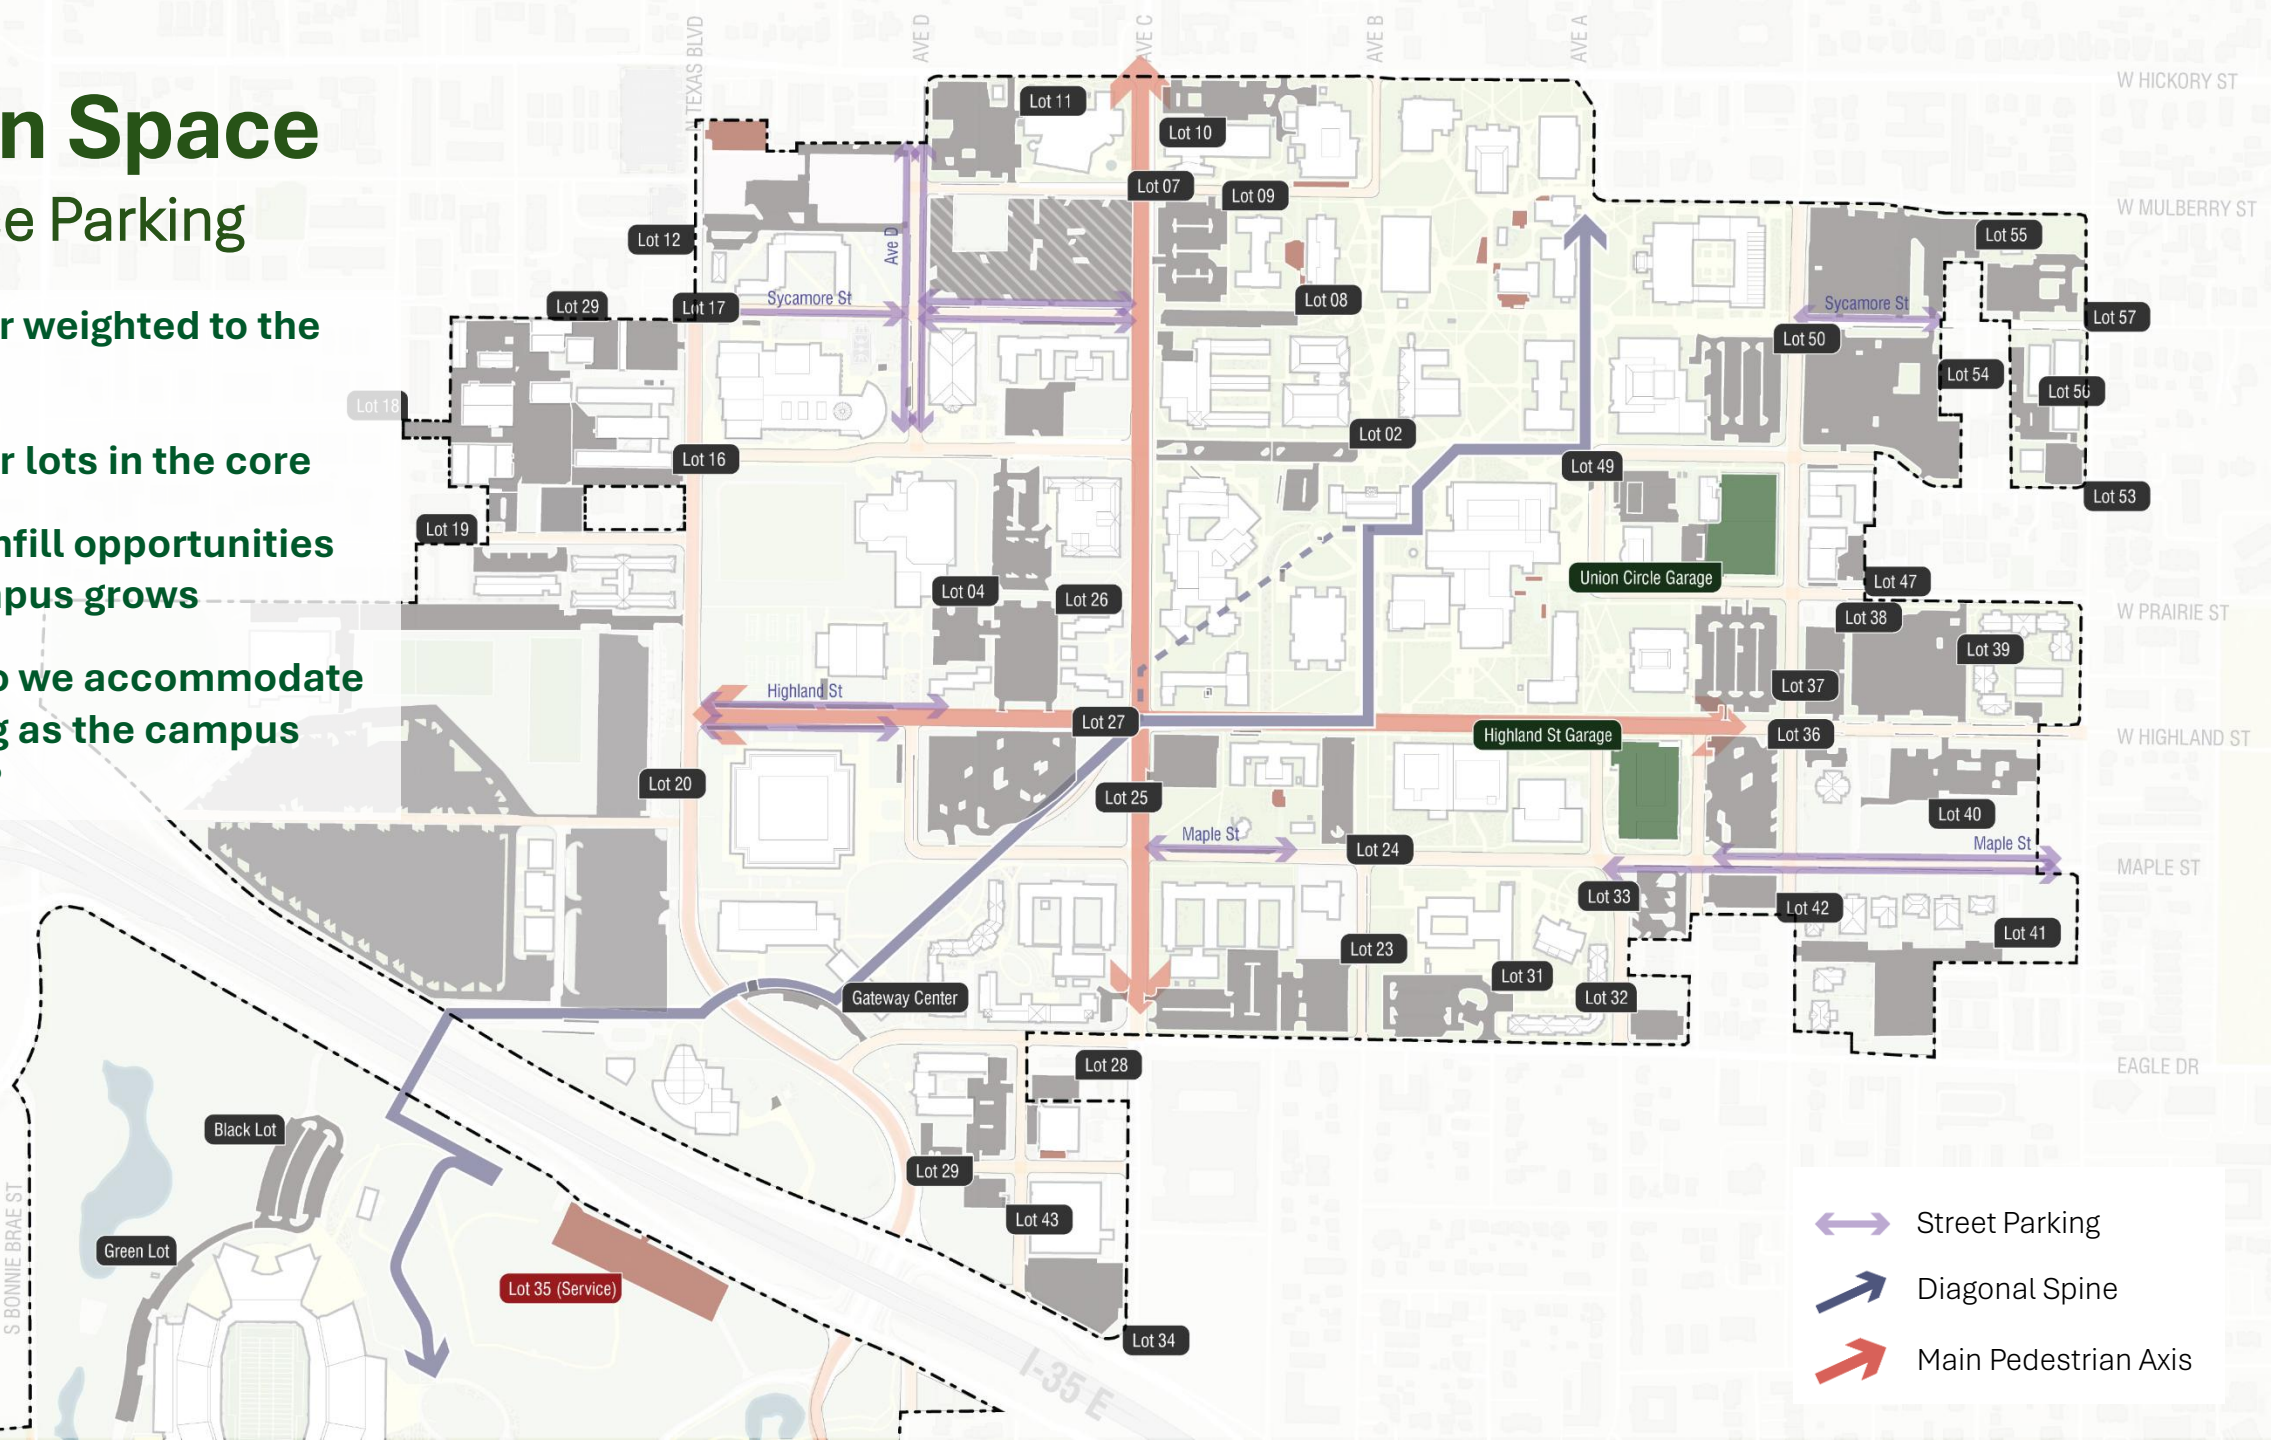 n Space
e Parking
r weighted to the
r lots in the core
nfill opportunities
mpus grows
o we accommodate
g as the campus
N TEXAS BLVD
AVE D
AVE C
AVE B
AVE A
W HICKORY ST
W MULBERRY ST
W PRAIRIE ST
W HIGHLAND ST
MAPLE ST
EAGLE DR
S BONNIE BRAE ST
I-35 E
Lot 11
Lot 10
Lot 07
Lot 09
Lot 12
Ave D
Lot 55
Lot 29
Lot 17
Sycamore St
Lot 08
Sycamore St
Lot 57
Lot 50
Lot 54
Lot 56
Lot 18
Lot 16
Lot 02
Lot 49
Lot 53
Lot 19
Union Circle Garage
Lot 47
Lot 04
Lot 26
Lot 38
Lot 39
Highland St
Lot 37
Lot 27
Highland St Garage
Lot 36
Lot 20
Lot 25
Lot 40
Maple St
Lot 24
Maple St
Lot 33
Lot 42
Lot 41
Lot 23
Lot 31
Gateway Center
Lot 32
Lot 28
Black Lot
Lot 29
Lot 43
Green Lot
Lot 35 (Service)
Lot 34
Street Parking
Diagonal Spine
Main Pedestrian Axis